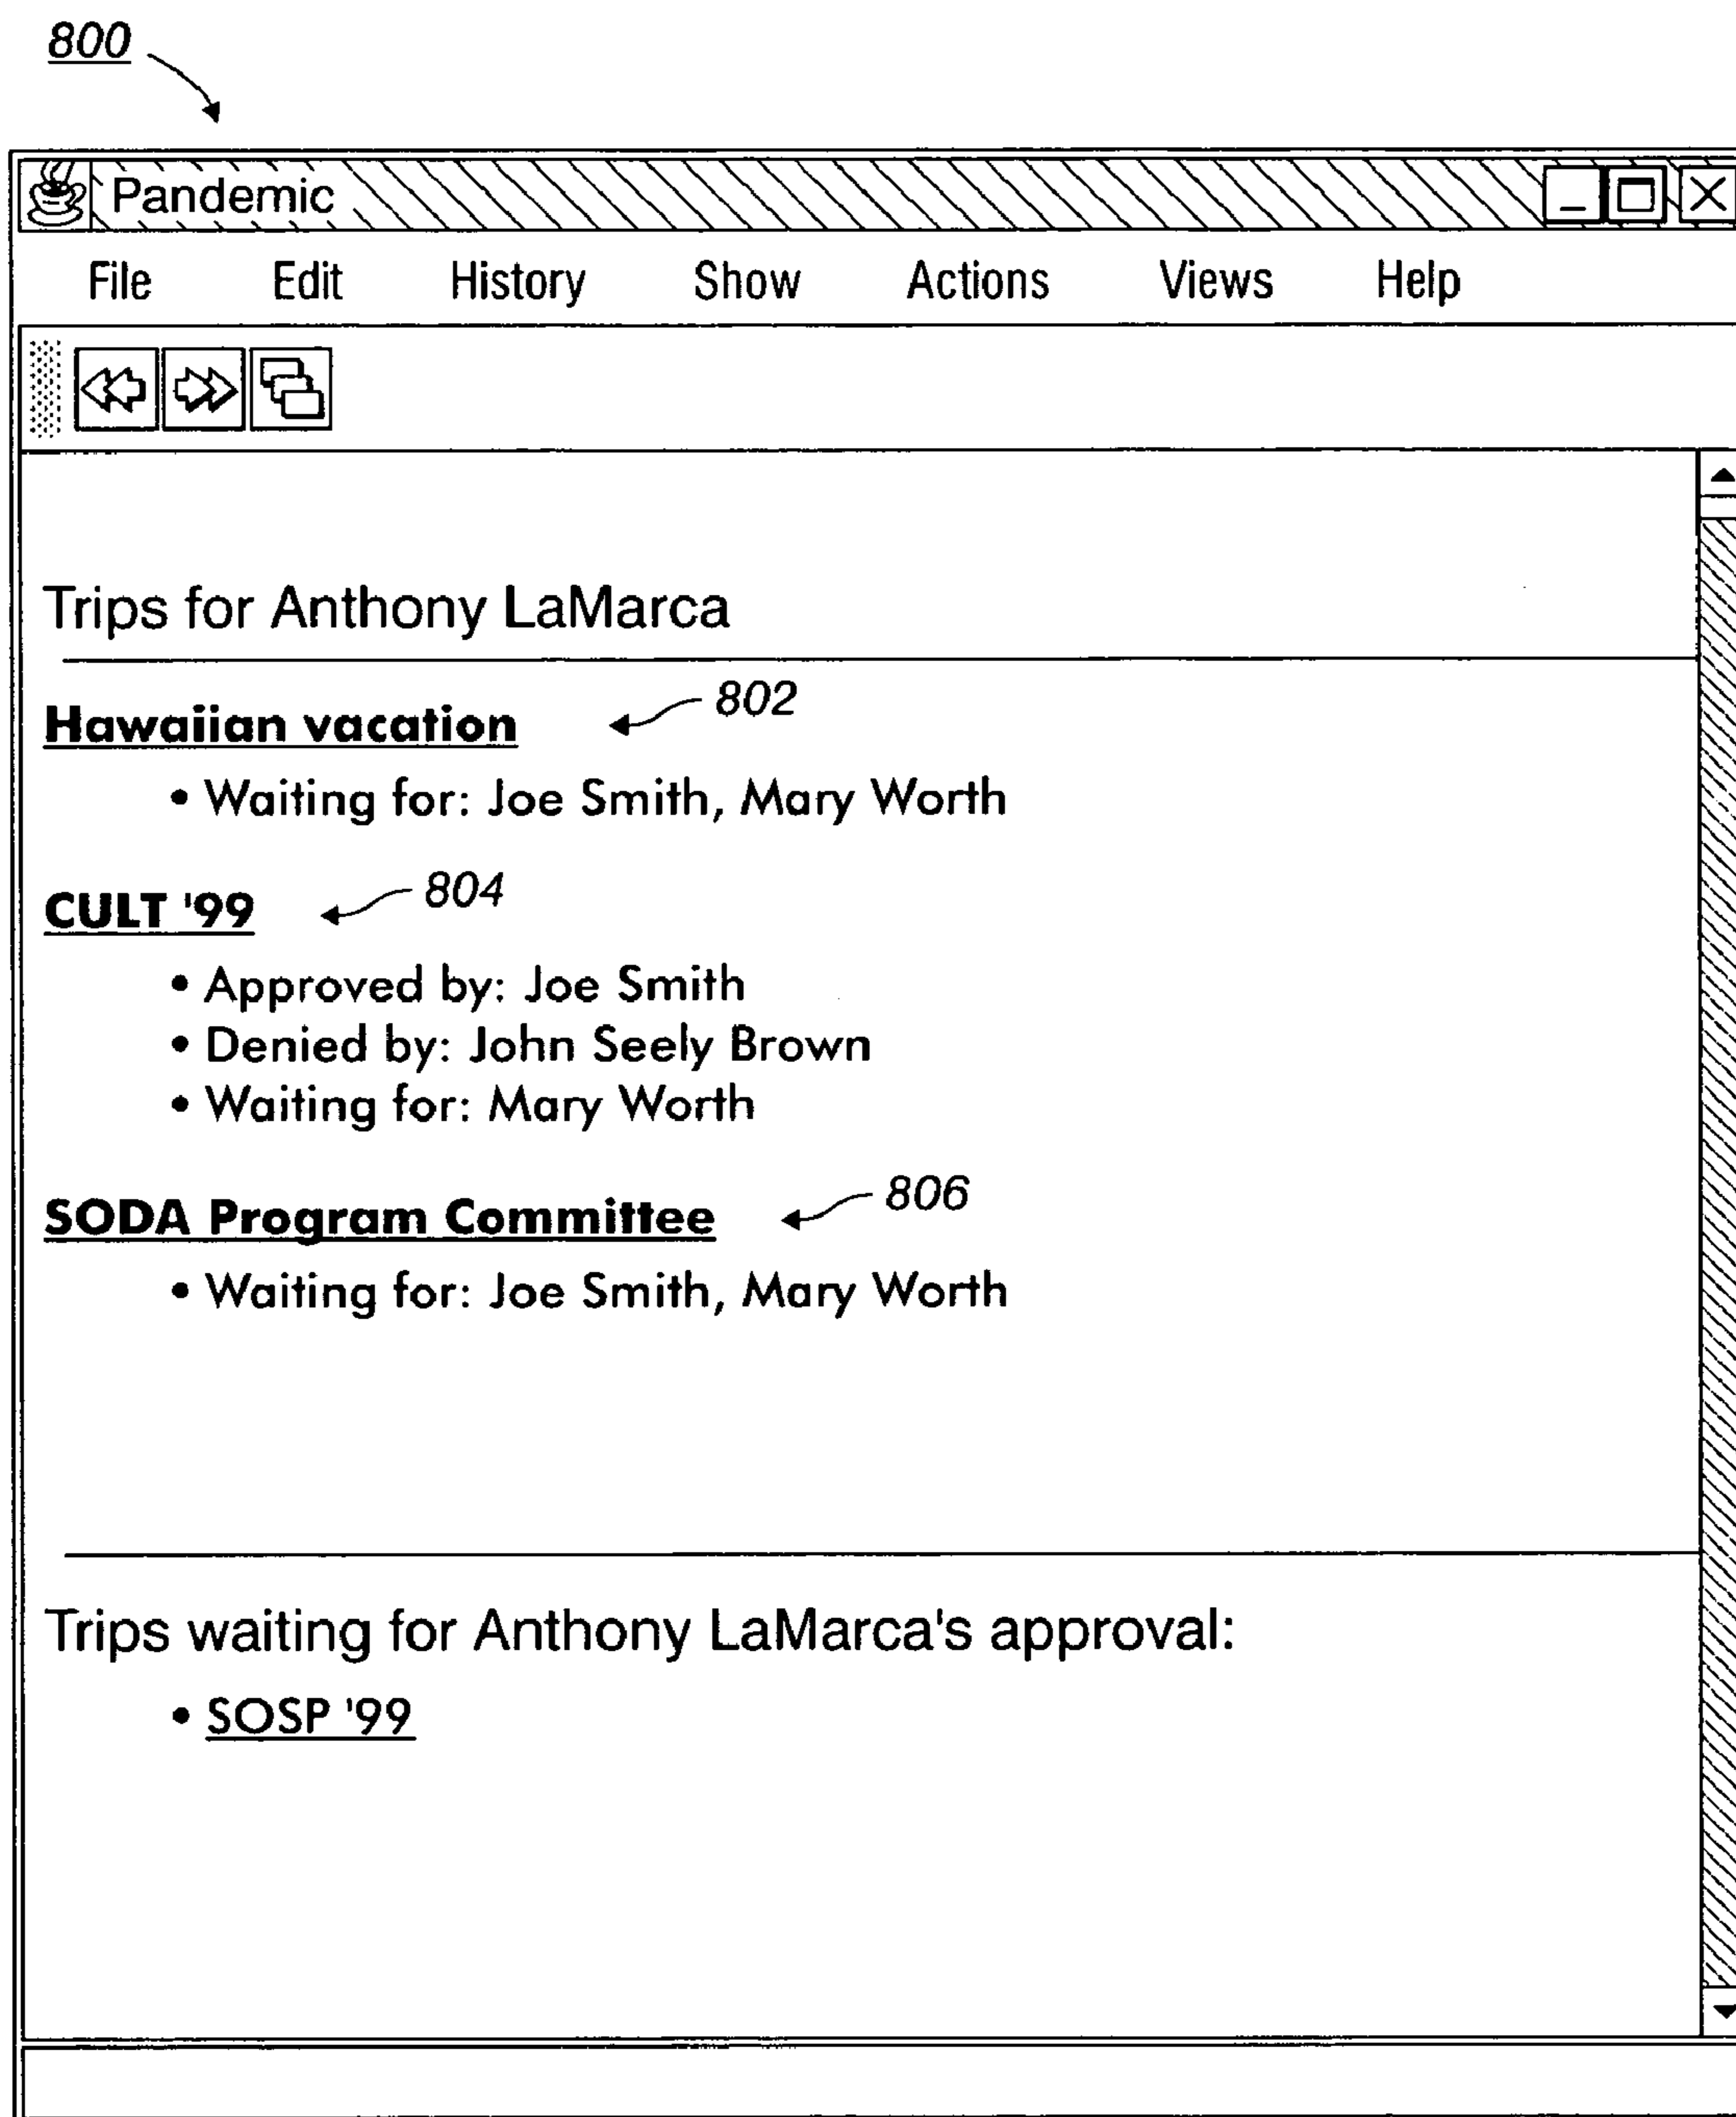 800
Pandemic
File Edit History Show Actions Views Help
Trips for Anthony LaMarca
Hawaiian vacation 802
• Waiting for: Joe Smith, Mary Worth
CULT '99 804
• Approved by: Joe Smith
• Denied by: John Seely Brown
• Waiting for: Mary Worth
SODA Program Committee 806
• Waiting for: Joe Smith, Mary Worth
Trips waiting for Anthony LaMarca's approval:
• SOSP '99